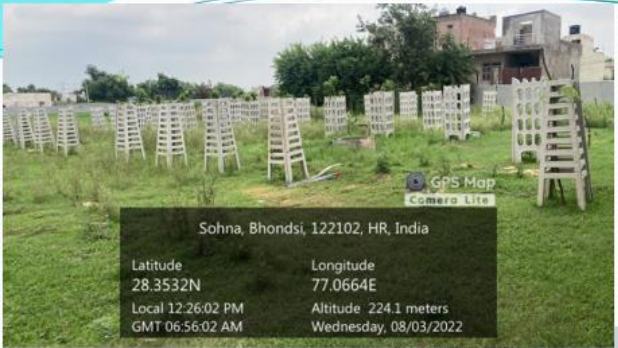 GPS Map
Camera Lite
Sohna, Bhondsi, 122102, HR, India
Latitude
28.3532N
Longitude
77.0664E
Local 12:26:02 PM
GMT 06:56:02 AM
Altitude 224.1 meters
Wednesday, 08/03/2022